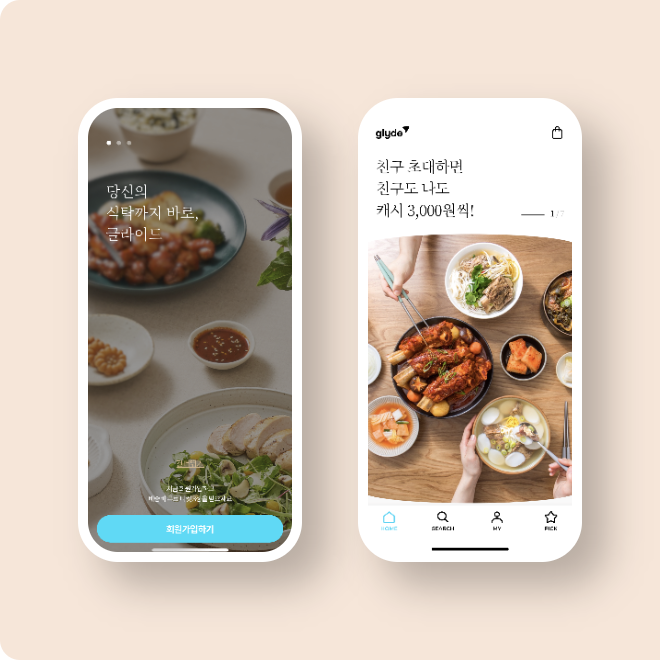 당신의
식탁까지 바로,
글라이드
회원가입하기
glyde
친구 초대하면
친구도 나도
캐시 3,000원씩!
1/7
HOME
SEARCH
MY
PICK